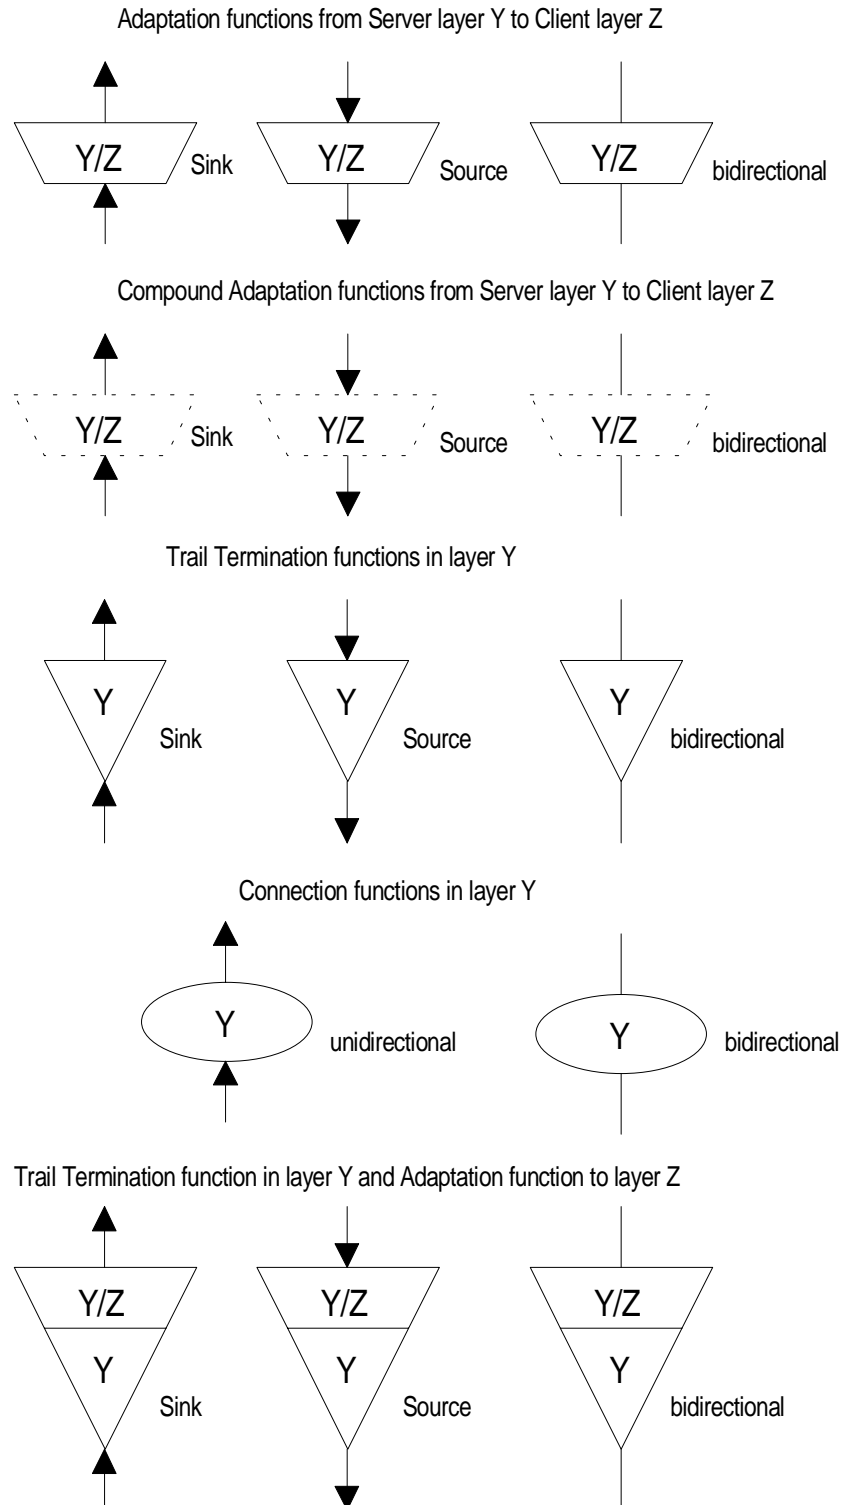 Adaptation functions from Server layer Y to Client layer Z
Y/Z Sink Y/Z Source Y/Z bidirectional
Compound Adaptation functions from Server layer Y to Client layer Z
Y/Z Sink Y/Z Source Y/Z bidirectional
Trail Termination functions in layer Y
Y Sink Y Source Y bidirectional
Connection functions in layer Y
Y unidirectional Y bidirectional
Trail Termination function in layer Y and Adaptation function to layer Z
Y/Z Y/Z Y/Z
Y Sink Y Source Y bidirectional